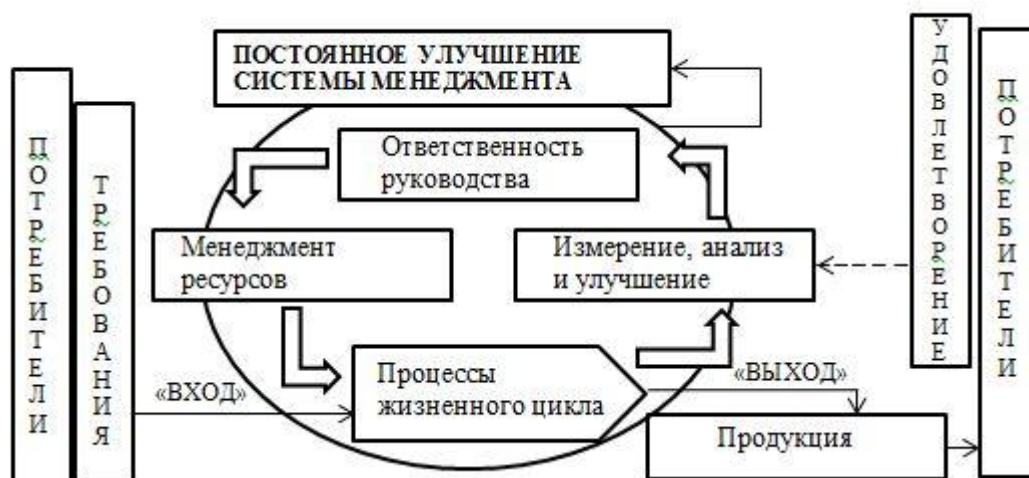 ПОСТОЯННОЕ УЛУЧШЕНИЕ
СИСТЕМЫ МЕНЕДЖМЕНТА
ПОТРЕБИТЕЛИ
ТРЕБОВАНИЯ
Ответственность
руководства
Менеджмент
ресурсов
Измерение, анализ
и улучшение
Процессы
жизненного цикла
«ВХОД»
«ВЫХОД»
Продукция
УДОВЛЕТВОРЕНИЕ
ПОТРЕБИТЕЛИ